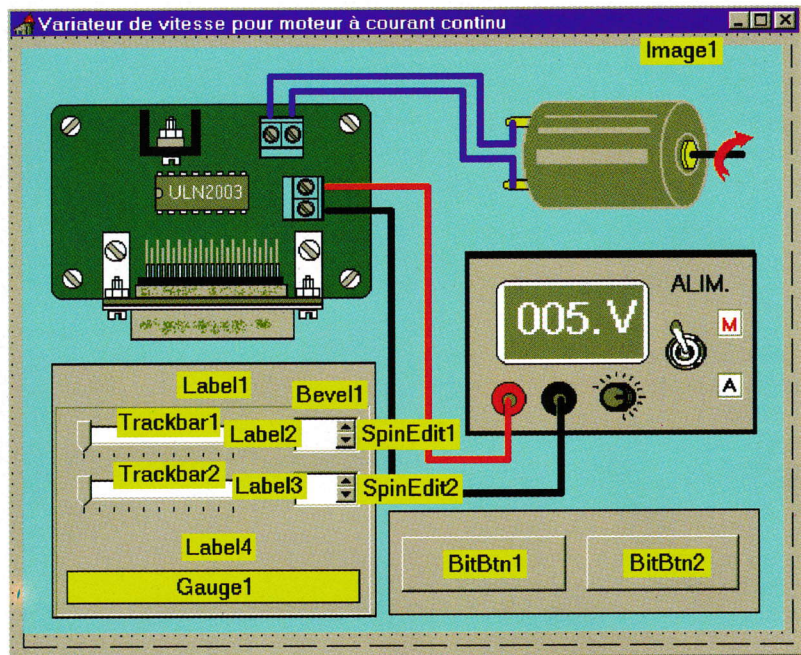 Variateur de vitesse pour moteur à courant continu
Image1
ULN2003
ALIM.
005.V
M
A
Label1
Bevel1
Trackbar1
Label2
SpinEdit1
Trackbar2
Label3
SpinEdit2
Label4
Gauge1
BitBtn1
BitBtn2